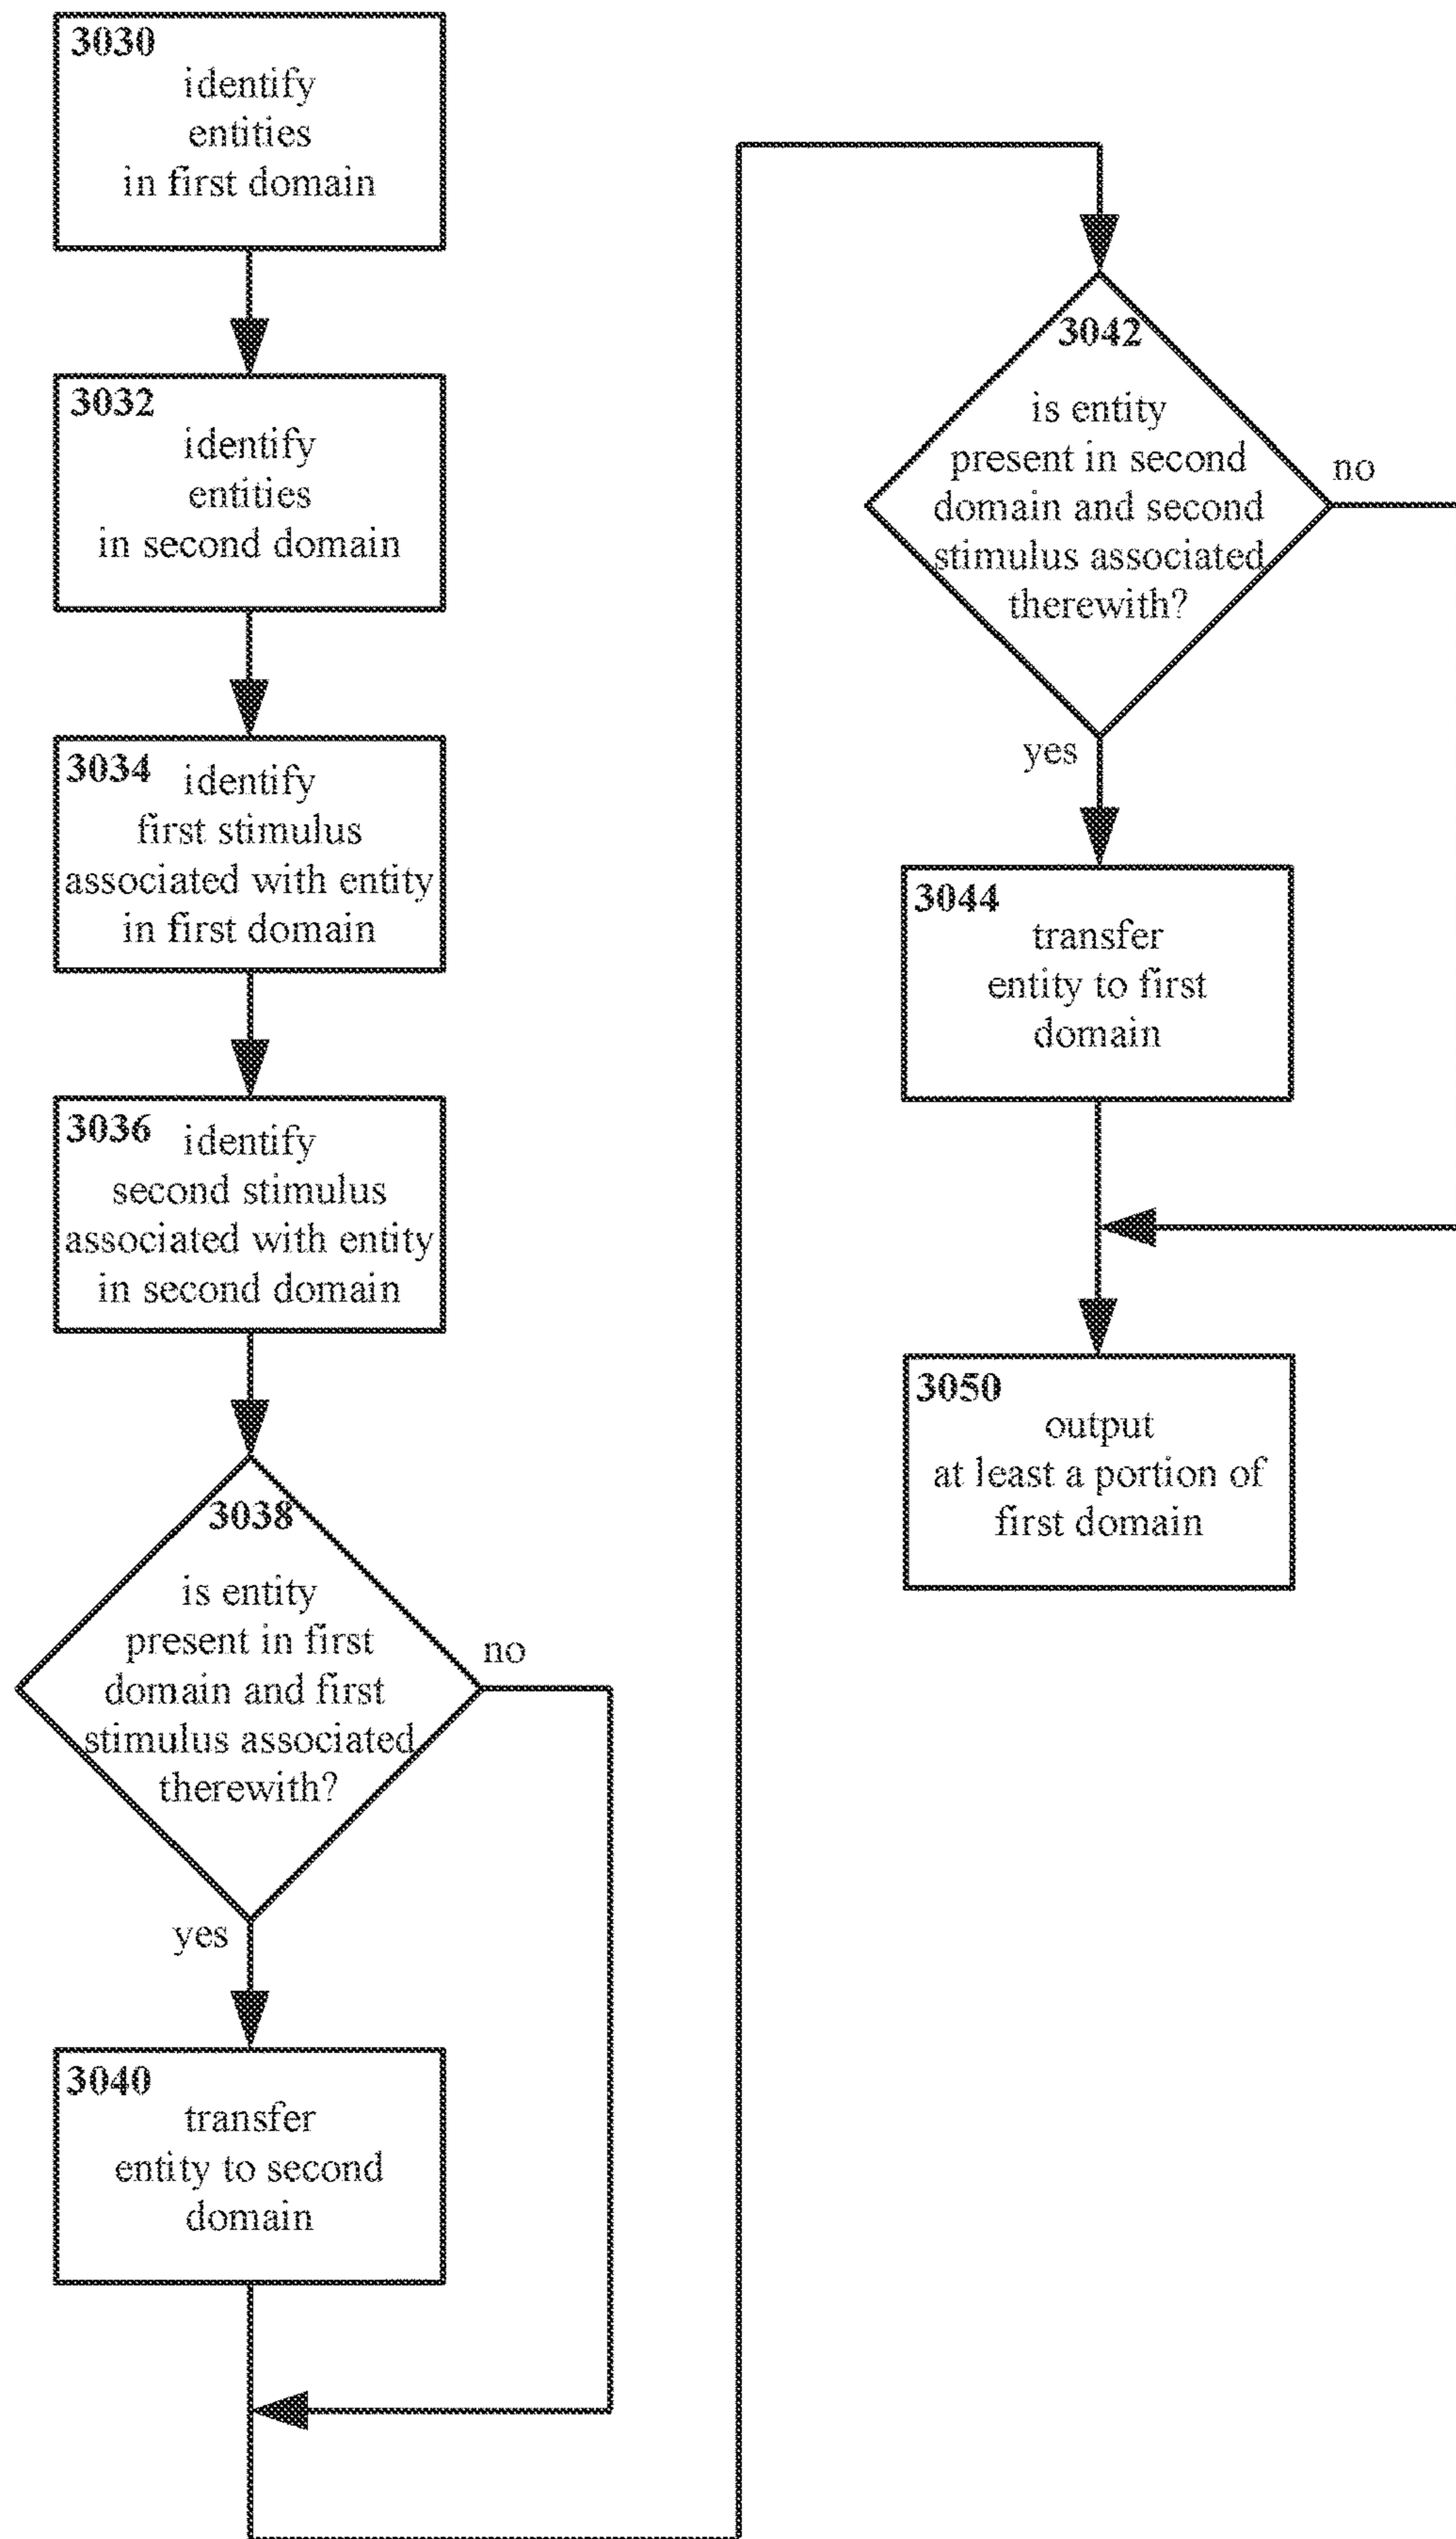 3030
identify
entities
in first domain
3032
identify
entities
in second domain
3034
identify
first stimulus
associated with entity
in first domain
3036
identify
second stimulus
associated with entity
in second domain
3038
is entity
present in first
domain and first
stimulus associated
therewith?
no
yes
3040
transfer
entity to second
domain
3042
is entity
present in second
domain and second
stimulus associated
therewith?
no
yes
3044
transfer
entity to first
domain
3050
output
at least a portion of
first domain